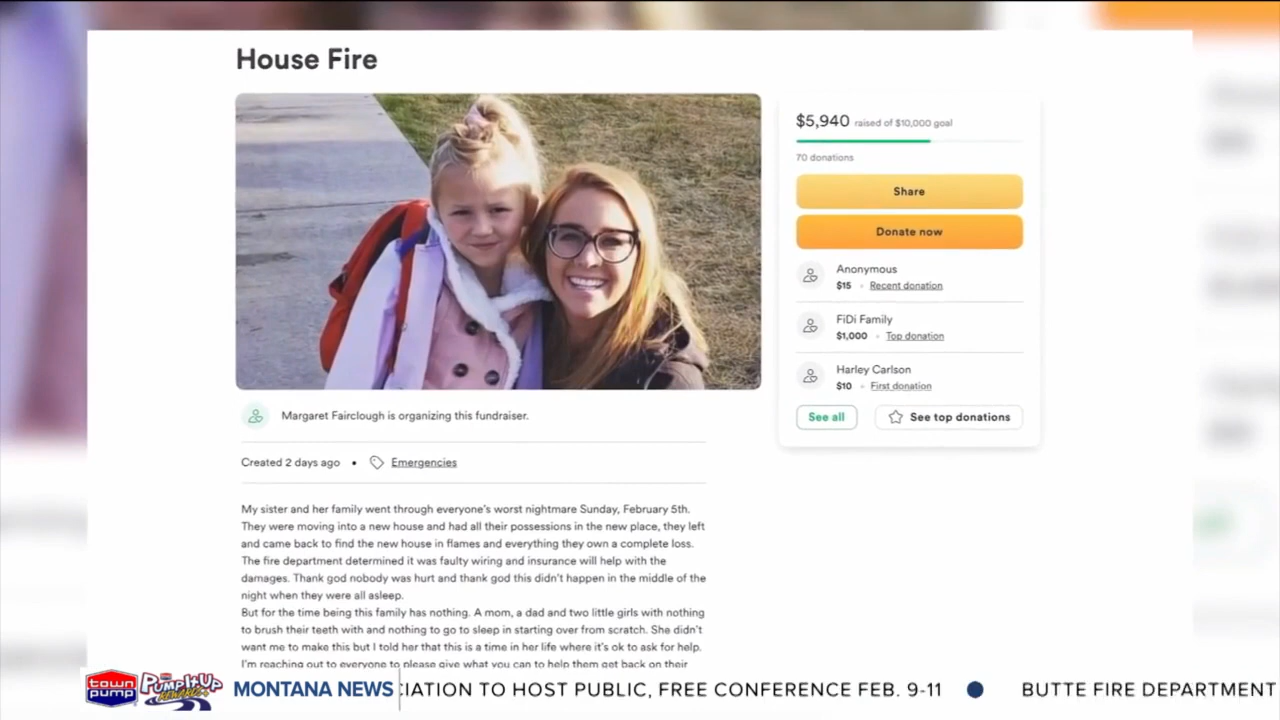 House Fire
$5,940 raised of $10,000 goal
70 donations
Share
Donate now
Anonymous
$15 • Recent donation
FiDi Family
$1,000 • Top donation
Harley Carlson
$10 • First donation
See all
See top donations
Margaret Fairclough is organizing this fundraiser.
Created 2 days ago • Emergencies
My sister and her family went through everyone's worst nightmare Sunday, February 5th.
They were moving into a new house and had all their possessions in the new place, they left
and came back to find the new house in flames and everything they own a complete loss.
The fire department determined it was faulty wiring and insurance will help with the
damages. Thank god nobody was hurt and thank god this didn't happen in the middle of the
night when they were all asleep.
But for the time being this family has nothing. A mom, a dad and two little girls with nothing
to brush their teeth with and nothing to go to sleep in starting over from scratch. She didn't
want me to make this but I told her that this is a time in her life where it's ok to ask for help.
I'm reaching out to everyone to please give what you can to help them get back on their
town pump
PUMP IT UP REWARDS
MONTANA NEWS
CIATION TO HOST PUBLIC, FREE CONFERENCE FEB. 9-11 • BUTTE FIRE DEPARTMENT